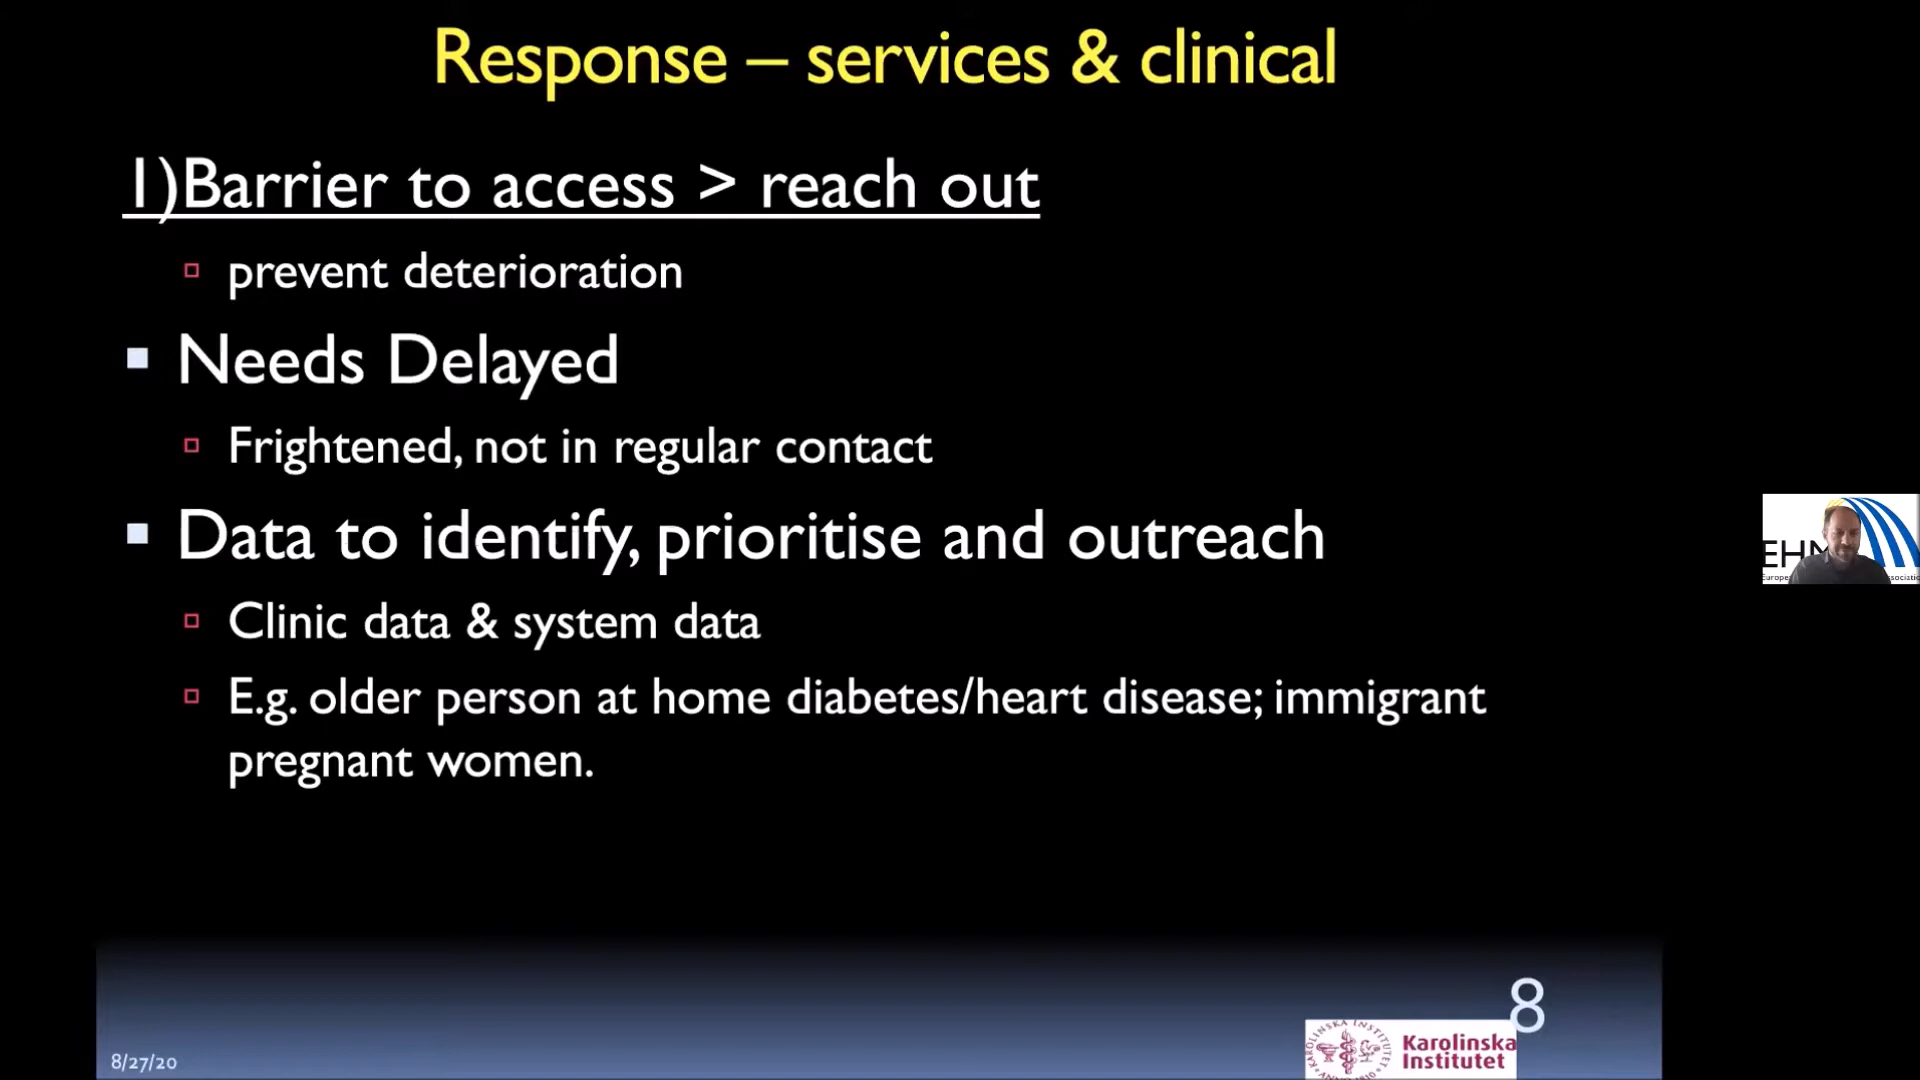 Response – services & clinical
1)Barrier to access > reach out
prevent deterioration
Needs Delayed
Frightened, not in regular contact
Data to identify, prioritise and outreach
Clinic data & system data
E.g. older person at home diabetes/heart disease; immigrant
pregnant women.
EHM
Europe
8
Karolinska
Institutet
8/27/20